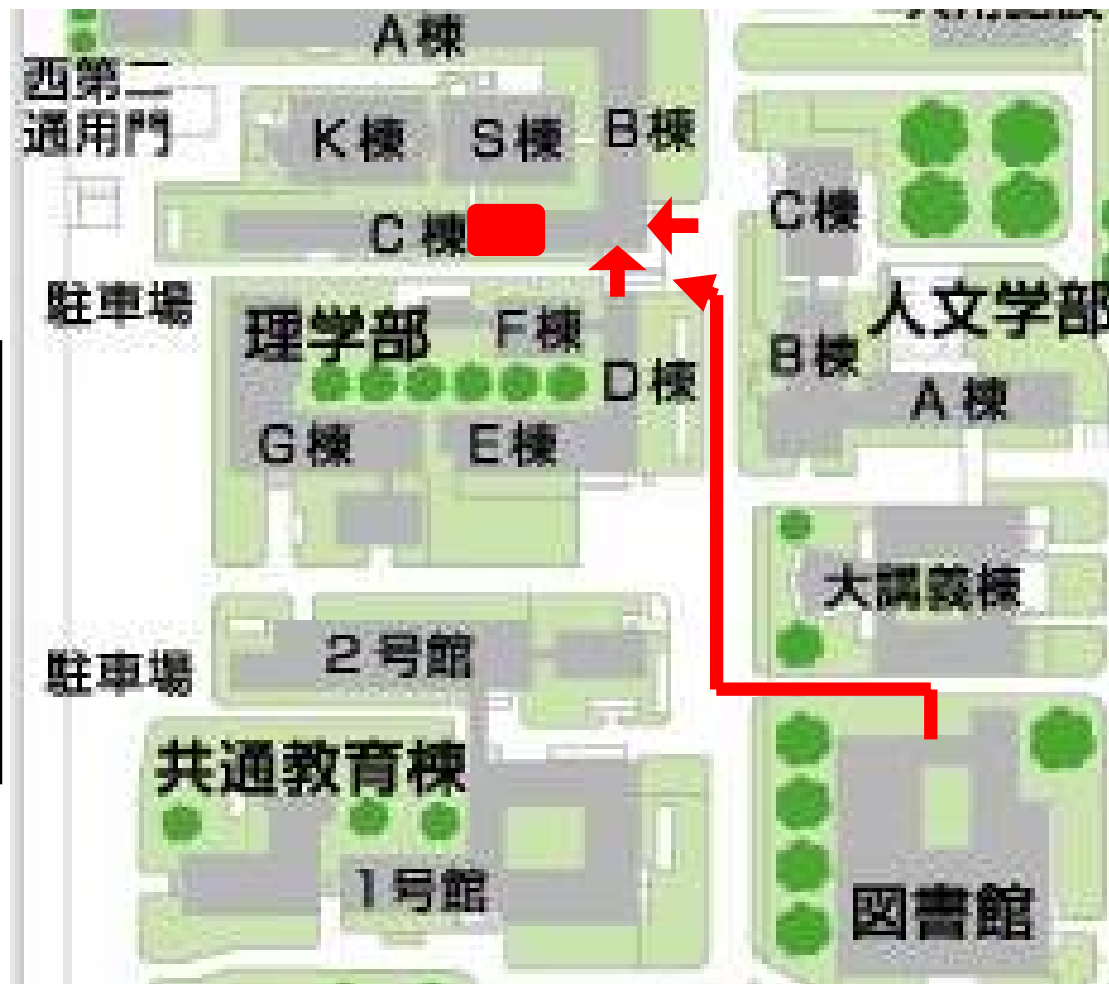 A棟
西第二
通用門
K棟
S棟
B棟
C棟
C棟
駐車場
理学部
F棟
D棟
G棟
E棟
人文学部
B棟
A棟
大講義棟
2号館
駐車場
共通教育棟
1号館
図書館